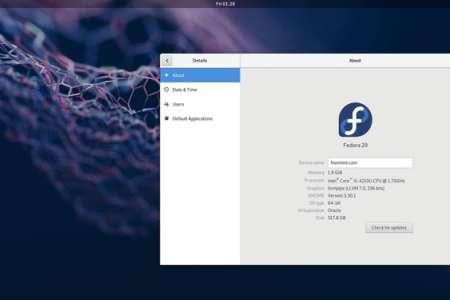 Fri 01:28
Details
About
About
Date & Time
Users
Default Applications
Fedora 29
Device name fossmint.com
Memory 1.9 GiB
Processor Intel® Core™ i5-4210U CPU @ 1.70GHz
Graphics llvmpipe (LLVM 7.0, 256 bits)
GNOME Version 3.30.1
OS type 64-bit
Virtualization Oracle
Disk 517.8 GB
Check for updates